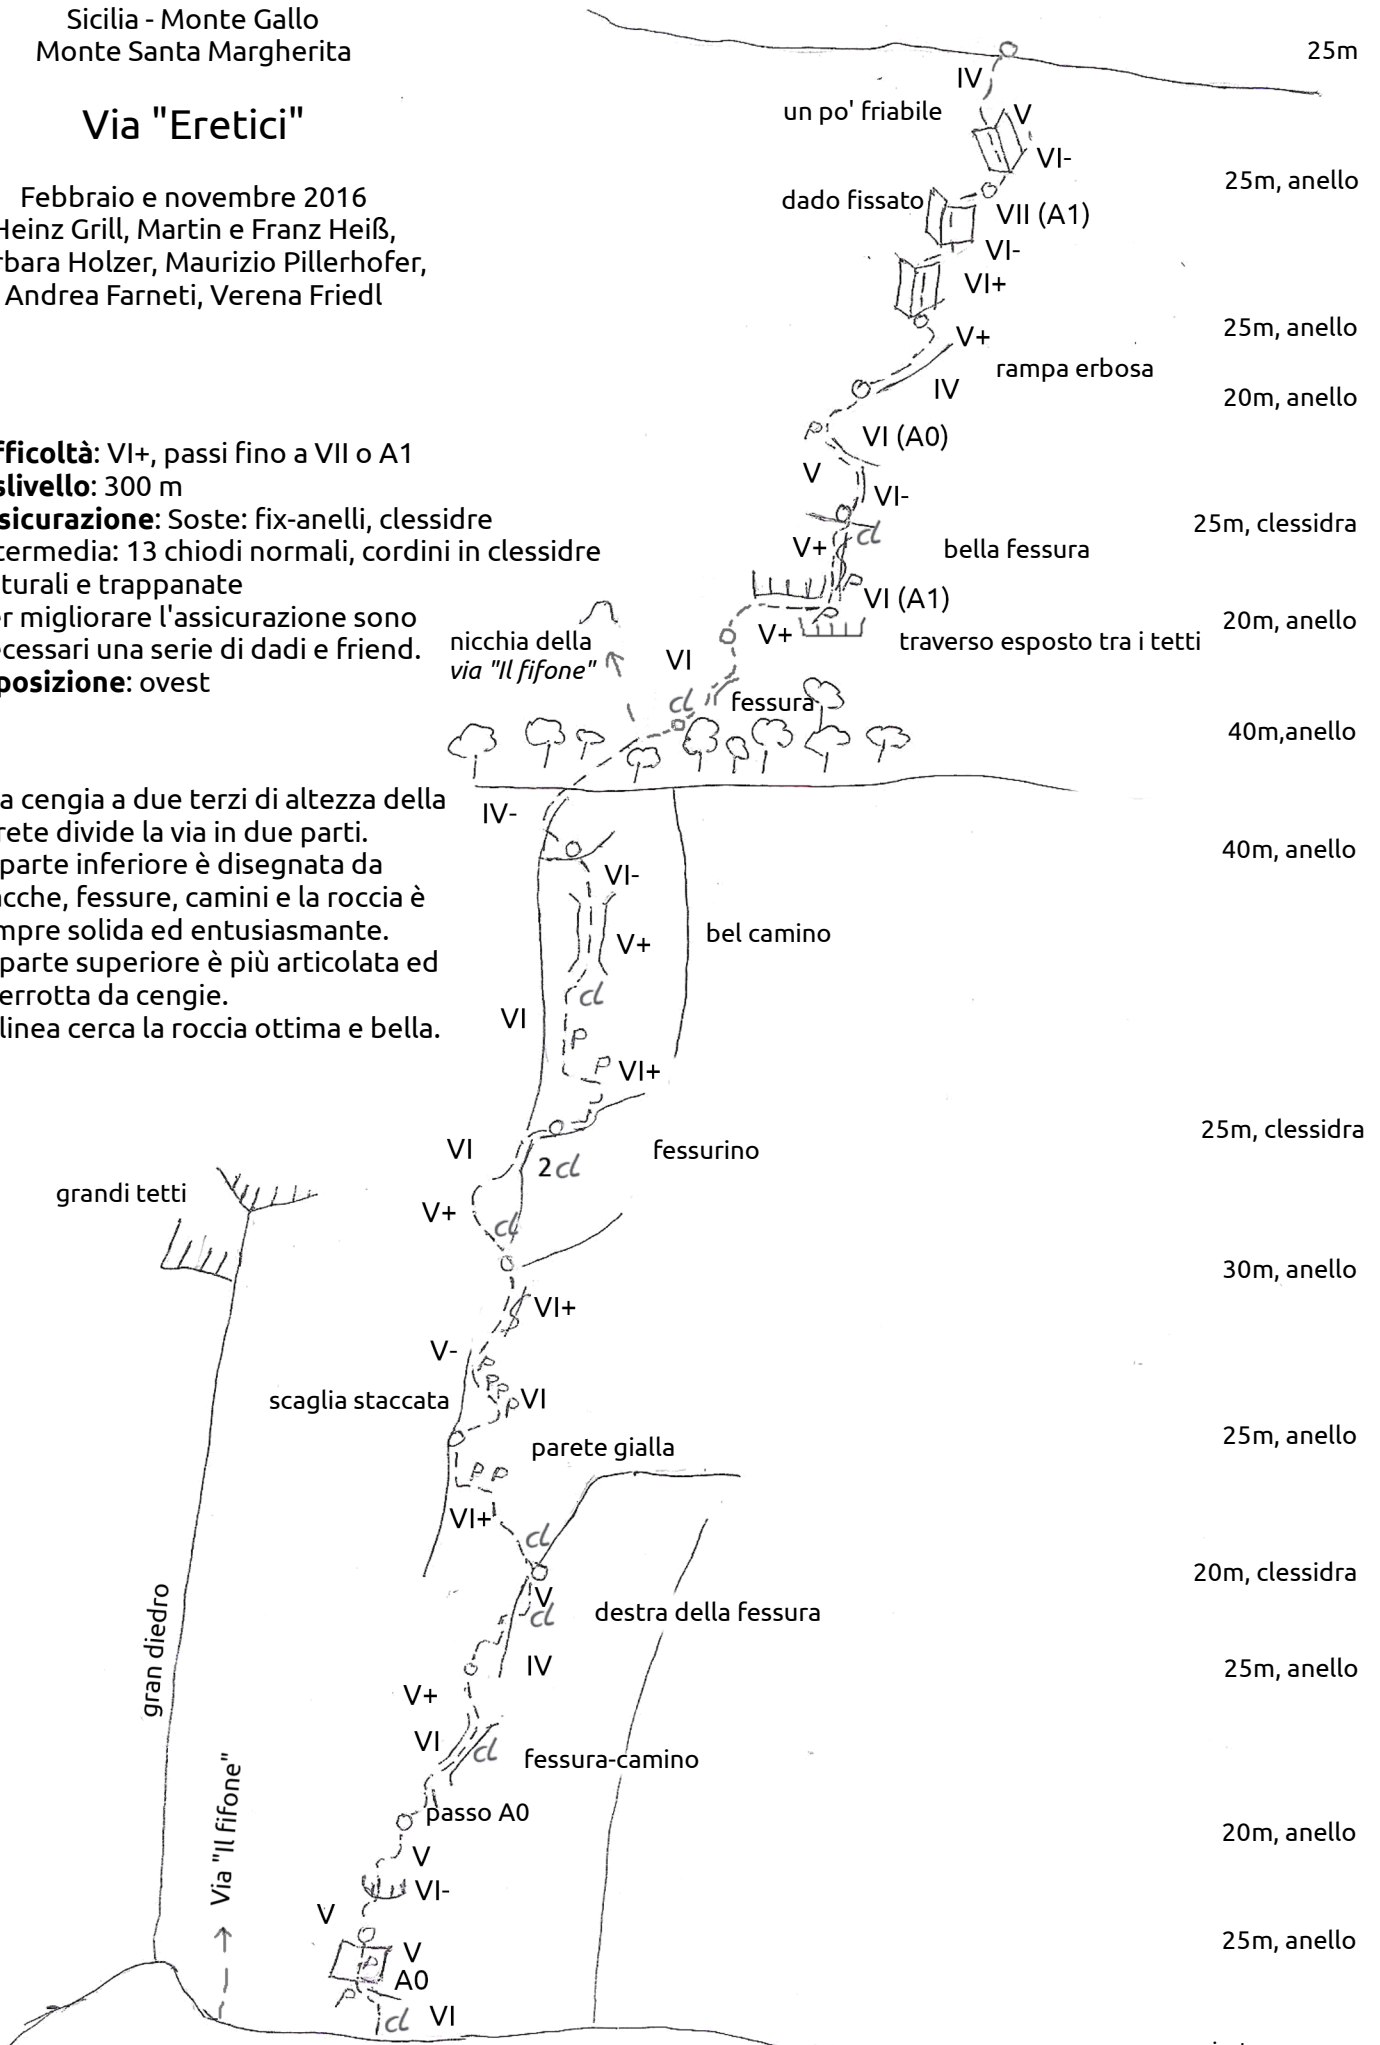 Sicilia - Monte Gallo
Monte Santa Margherita
Via "Eretici"
Febbraio e novembre 2016
Heinz Grill, Martin e Franz Heiß,
rbara Holzer, Maurizio Pillerhofer,
Andrea Farneti, Verena Friedl
fficoltà: VI+, passi fino a VII o A1
slivello: 300 m
sicurazione: Soste: fix-anelli, clessidre
termedia: 13 chiodi normali, cordini in clessidre
turali e trappanate
er migliorare l'assicurazione sono
ecessari una serie di dadi e friend.
posizione: ovest
a cengia a due terzi di altezza della
rete divide la via in due parti.
parte inferiore è disegnata da
acche, fessure, camini e la roccia è
mpre solida ed entusiasmante.
parte superiore è più articolata ed
errotta da cengie.
linea cerca la roccia ottima e bella.
25m
IV
un po' friabile
V
VI-
25m, anello
dado fissato
VII (A1)
VI-
VI+
25m, anello
V+
rampa erbosa
IV
20m, anello
P
VI (A0)
V
VI-
25m, clessidra
cl
V+
bella fessura
P
VI (A1)
P
20m, anello
V+
traverso esposto tra i tetti
nicchia della
via "Il fifone"
VI
cl
fessura
40m,anello
IV-
40m, anello
VI-
bel camino
V+
cl
VI
P
P
VI+
25m, clessidra
VI
2cl
fessurino
grandi tetti
V+
cl
30m, anello
VI+
V-
P
P
P
P
VI
scaglia staccata
25m, anello
parete gialla
P P
VI+
cl
20m, clessidra
V
cl
destra della fessura
IV
25m, anello
V+
VI
cl
fessura-camino
gran diedro
passo A0
20m, anello
V
VI-
Via "Il fifone"
V
25m, anello
V
P
A0
P
cl
VI